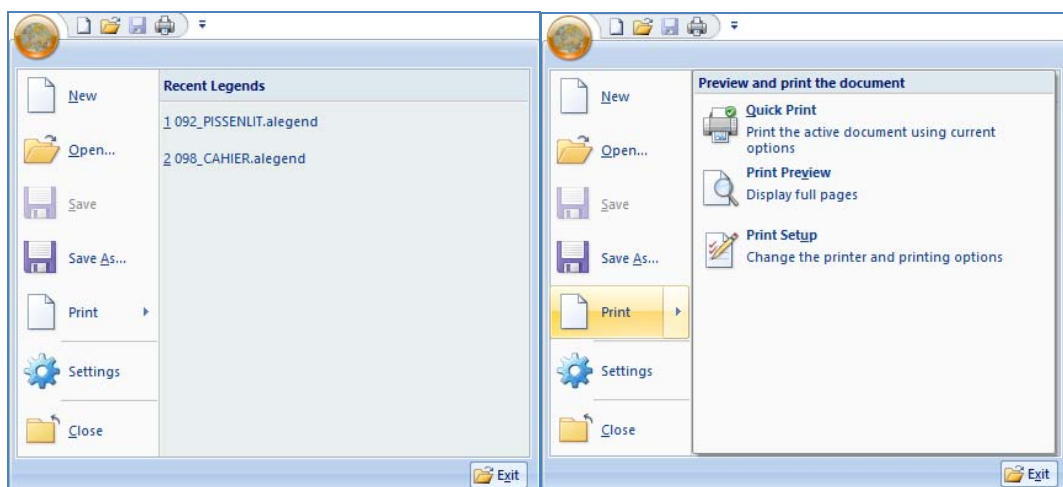 New
Open...
Save
Save As...
Print
Settings
Close
Recent Legends
1 092_PISSENLIT.alegend
2 098_CAHIER.alegend
Exit
New
Open...
Save
Save As...
Print
Settings
Close
Preview and print the document
Quick Print
Print the active document using current
options
Print Preview
Display full pages
Print Setup
Change the printer and printing options
Exit